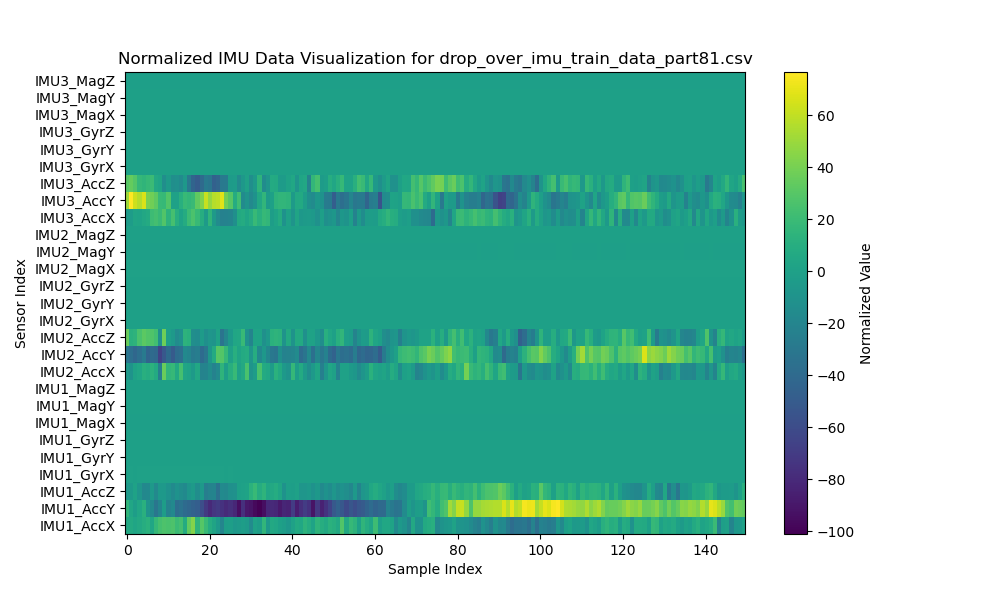 Normalized IMU Data Visualization for drop_over_imu_train_data_part81.csv
IMU3_MagZ
IMU3_MagY
IMU3_MagX
IMU3_GyrZ
IMU3_GyrY
IMU3_GyrX
IMU3_AccZ
IMU3_AccY
IMU3_AccX
IMU2_MagZ
IMU2_MagY
IMU2_MagX
IMU2_GyrZ
IMU2_GyrY
IMU2_GyrX
IMU2_AccZ
IMU2_AccY
IMU2_AccX
IMU1_MagZ
IMU1_MagY
IMU1_MagX
IMU1_GyrZ
IMU1_GyrY
IMU1_GyrX
IMU1_AccZ
IMU1_AccY
IMU1_AccX
Sensor Index
0 20 40 60 80 100 120 140
Sample Index
60
40
20
0
−20
−40
−60
−80
−100
Normalized Value